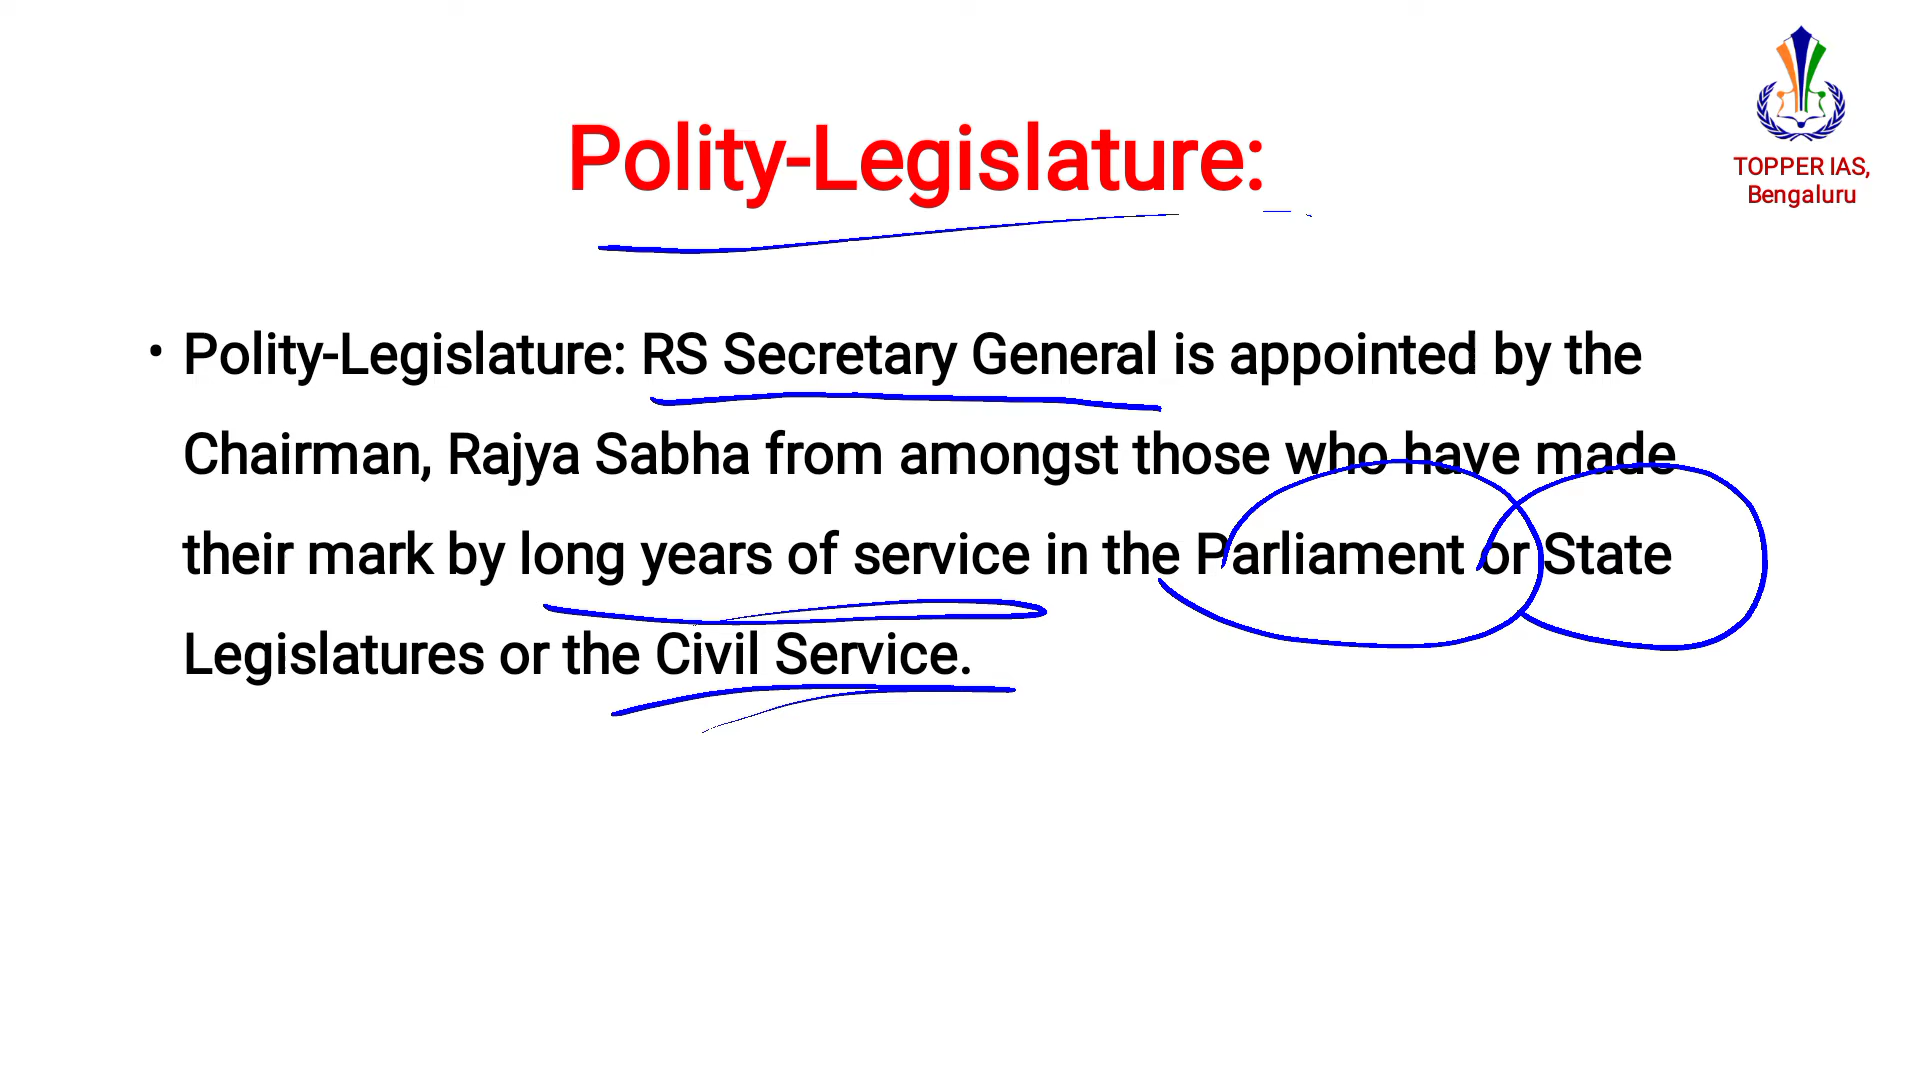 TOPPER IAS,
Bengaluru
Polity-Legislature:
• Polity-Legislature: RS Secretary General is appointed by the
Chairman, Rajya Sabha from amongst those who have made
their mark by long years of service in the Parliament or State
Legislatures or the Civil Service.